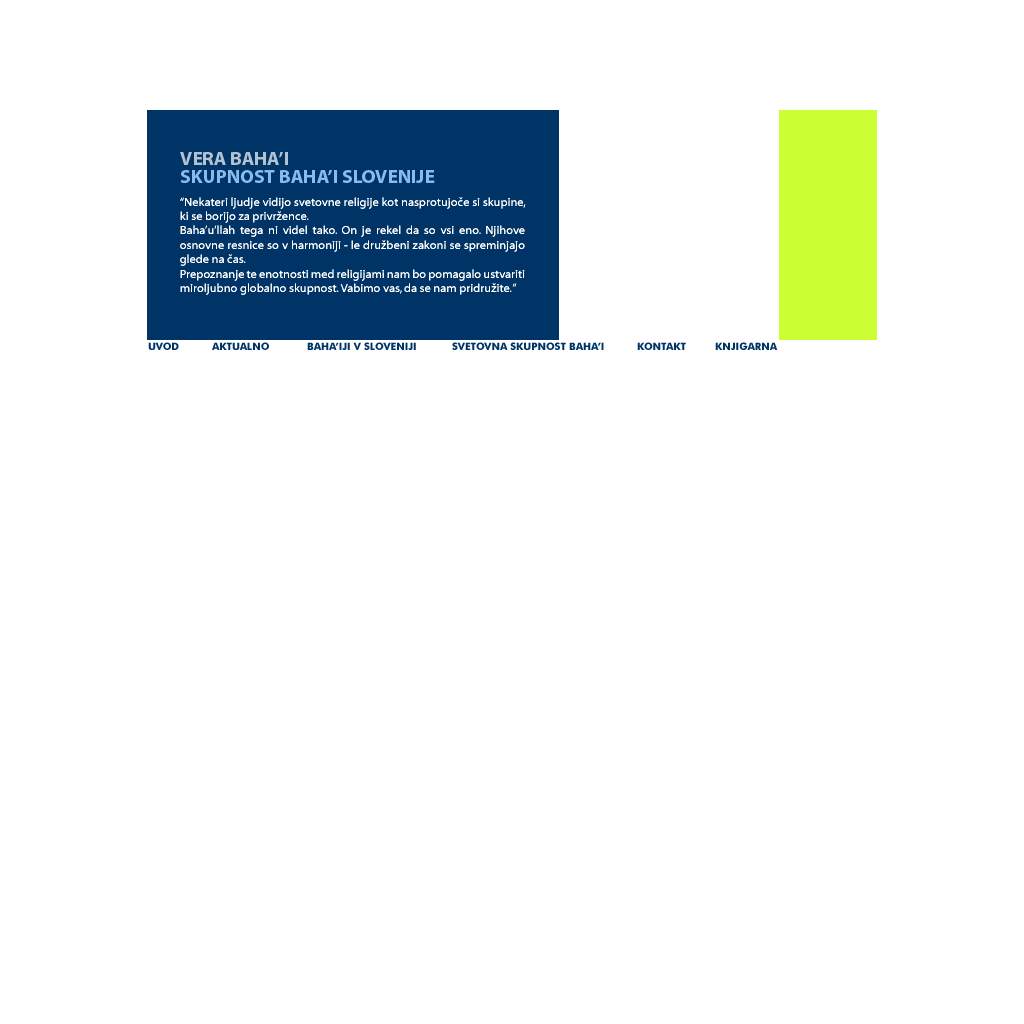 VERA BAHA’I
SKUPNOST BAHA’I SLOVENIJE
“Nekateri ljudje vidijo svetovne religije kot nasprotujoče si skupine,
ki se borijo za privržence.
Baha’u’llah tega ni videl tako. On je rekel da so vsi eno. Njihove
osnovne resnice so v harmoniji - le družbeni zakoni se spreminjajo
glede na čas.
Prepoznanje te enotnosti med religijami nam bo pomagalo ustvariti
miroljubno globalno skupnost. Vabimo vas, da se nam pridružite.“
UVOD AKTUALNO BAHA’IJI V SLOVENIJI SVETOVNA SKUPNOST BAHA’I KONTAKT KNJIGARNA